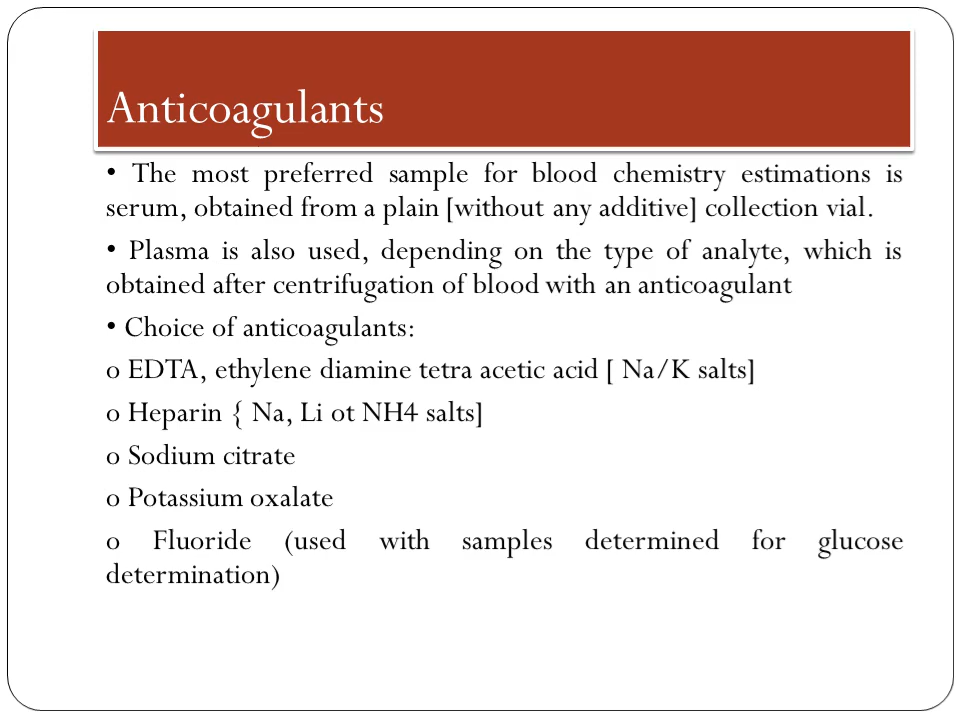 Anticoagulants
• The most preferred sample for blood chemistry estimations is
serum, obtained from a plain [without any additive] collection vial.
• Plasma is also used, depending on the type of analyte, which is
obtained after centrifugation of blood with an anticoagulant
• Choice of anticoagulants:
o EDTA, ethylene diamine tetra acetic acid [ Na/K salts]
o Heparin { Na, Li ot NH4 salts]
o Sodium citrate
o Potassium oxalate
o Fluoride (used with samples determined for glucose
determination)